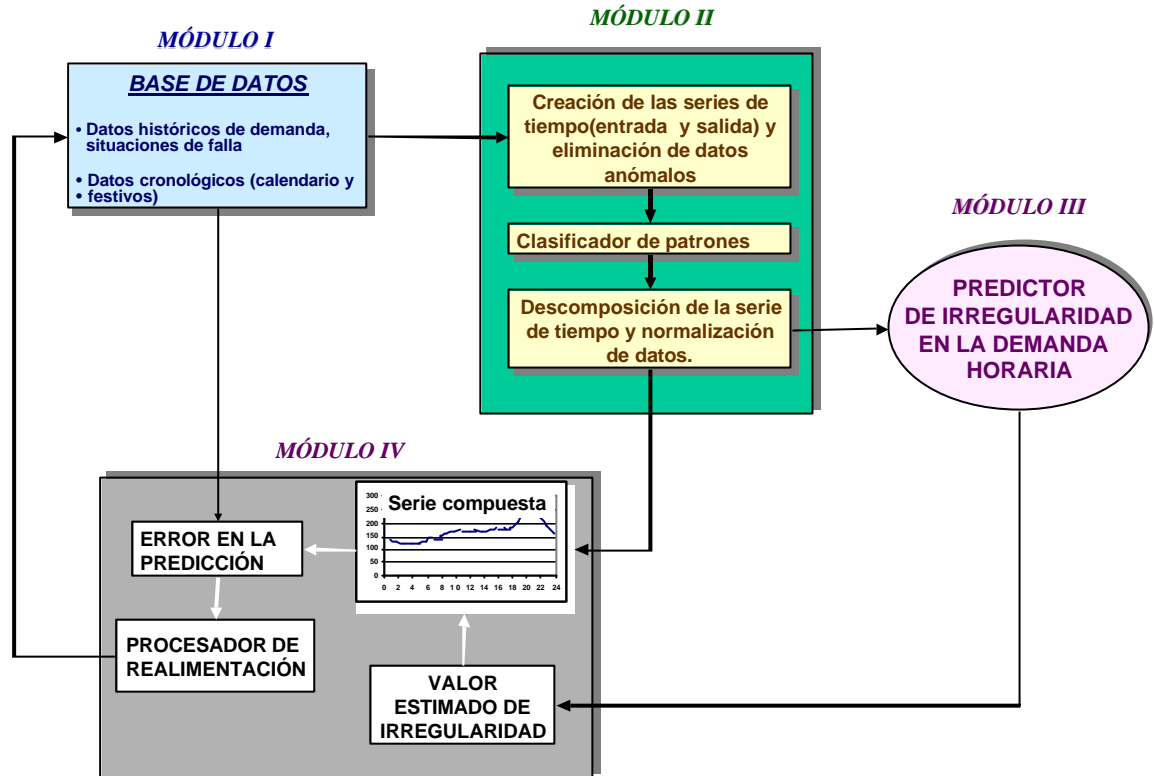 MÓDULO I
BASE DE DATOS
• Datos históricos de demanda,
situaciones de falla
• Datos cronológicos (calendario y
• festivos)
MÓDULO II
Creación de las series de
tiempo(entrada y salida) y
eliminación de datos
anómalos
Clasificador de patrones
Descomposición de la serie
de tiempo y normalización
de datos.
MÓDULO III
PREDICTOR
DE IRREGULARIDAD
EN LA DEMANDA
HORARIA
MÓDULO IV
Serie compuesta
300
250
200
150
100
50
0
0 2 4 6 8 10 12 14 16 18 20 22 24
ERROR EN LA
PREDICCIÓN
PROCESADOR DE
REALIMENTACIÓN
VALOR
ESTIMADO DE
IRREGULARIDAD